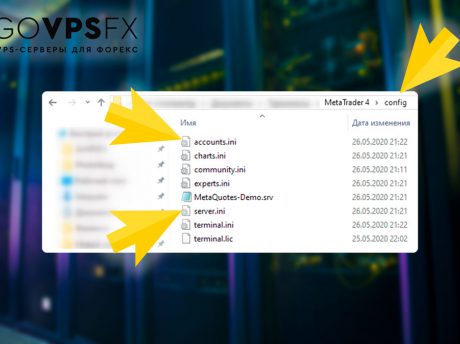 GOVPSFX
VPS-СЕРВЕРЫ ДЛЯ ФОРЕКС
MetaTrader 4 > config
Имя
Дата изменения
accounts.ini 26.05.2020 21:22
charts.ini 26.05.2020 21:21
community.ini 26.05.2020 21:11
experts.ini 26.05.2020 21:21
MetaQuotes-Demo.srv 26.05.2020 21:21
server.ini 26.05.2020 21:21
terminal.ini 26.05.2020 21:22
terminal.lic 25.05.2020 22:02